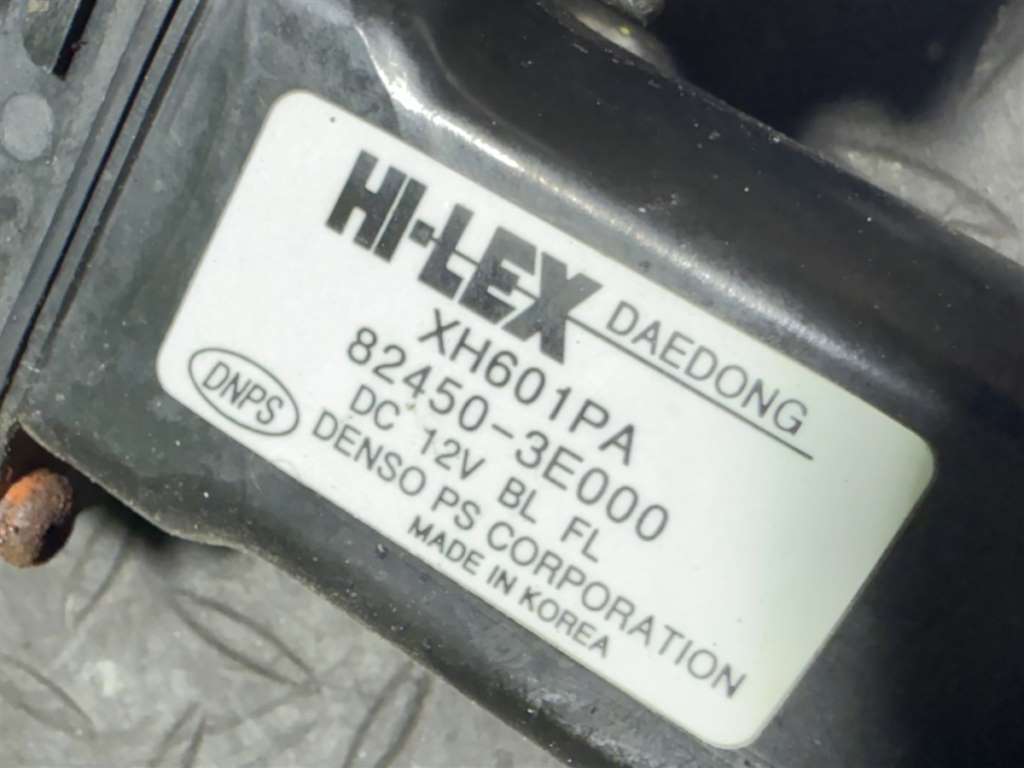 HI-LEX DAEDONG
XH601PA
82450-3E000
DC 12V BL FL
DNPS DENSO PS CORPORATION
MADE IN KOREA